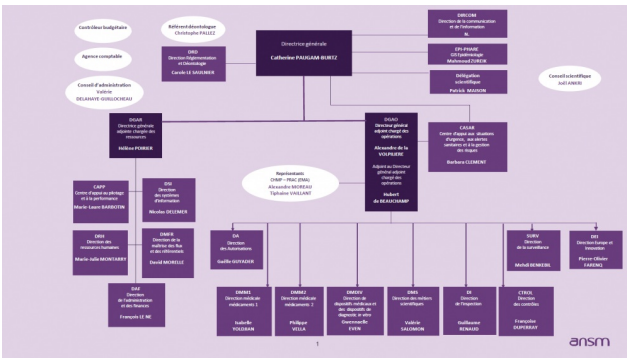 Contrôleur budgétaire
Référent déontologue
Christophe PALLEZ
DIRCOM
Direction de la communication
et de l'information
N.
Directrice générale
Catherine PAUGAM-BURTZ
Agence comptable
DRD
Direction Réglementation
et Déontologie
Carole LE SAULNIER
EPI-PHARE
GIS Epidémiologie
Mahmoud ZUREIK
Délégation
scientifique
Patrick MAISON
Conseil scientifique
Joël ANKRI
Conseil d'administration
Valérie
DELAHAYE-GUILLOCHEAU
DGAR
Directrice générale
adjointe chargée des
ressources
Hélène POIRIER
DGAO
Directeur général
adjoint chargé des
opérations
Alexandre de la
VOLPILIERE
Adjoint au Directeur
général adjoint
chargé des
opérations
Hubert
de BEAUCHAMP
CASAR
Centre d'appui aux situations
d'urgence, aux alertes
sanitaires et à la gestion
des risques
Barbara CLEMENT
Représentants
CHMP – PRAC (EMA)
Alexandre MOREAU
Tiphaine VAILLANT
CAPP
Centre d'appui au pilotage
et à la performance
Marie-Laure BARBOTIN
DSI
Direction
des systèmes
d'information
Nicolas DELEMER
DRH
Direction des
ressources humaines
Marie-Julie MONTARRY
DMFR
Direction de la
maîtrise des flux
et des référentiels
David MORELLE
DAF
Direction de
l'administration
et des finances
François LE NE
DA
Direction
des Autorisations
Gaëlle GUYADER
SURV
Direction
de la surveillance
Mehdi BENKEBIL
DEI
Direction Europe et
innovation
Pierre-Olivier
FARENQ
DMM1
Direction médicale
médicaments 1
Isabelle
YOLDJIAN
DMM2
Direction médicale
médicaments 2
Philippe
VELLA
DMDIV
Direction de
dispositifs médicaux et
des dispositifs de
diagnostic in vitro
Gwennaelle
EVEN
DMS
Direction des métiers
scientifiques
Valérie
SALOMON
DI
Direction
de l'inspection
Guillaume
RENAUD
CTROL
Direction
des contrôles
Françoise
DUPERRAY
1
ansm